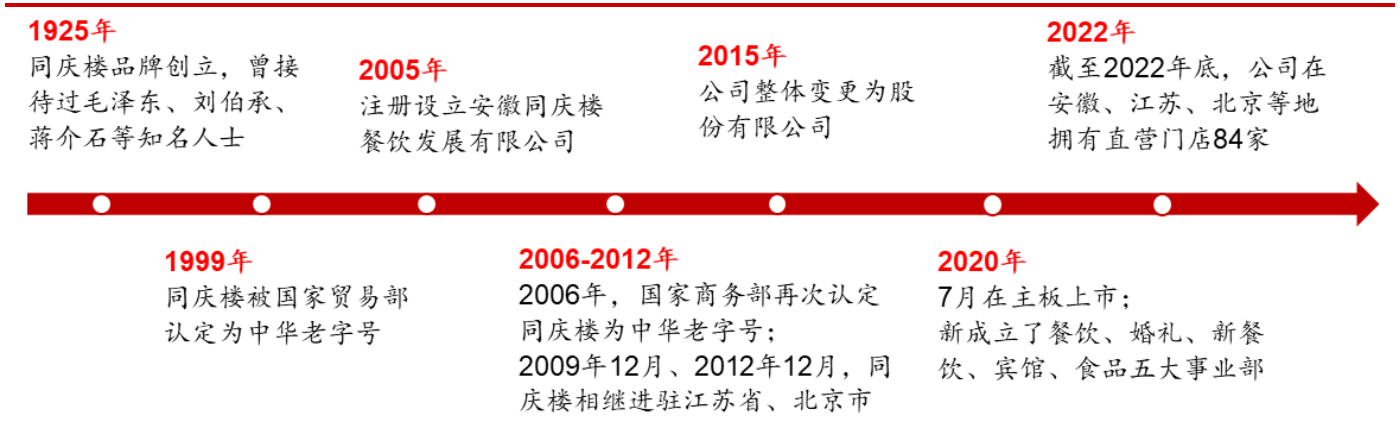 1925年
同庆楼品牌创立，曾接
待过毛泽东、刘伯承、
蒋介石等知名人士
1999年
同庆楼被国家贸易部
认定为中华老字号
2005年
注册设立安徽同庆楼
餐饮发展有限公司
2006-2012年
2006年，国家商务部再次认定
同庆楼为中华老字号；
2009年12月、2012年12月，同
庆楼相继进驻江苏省、北京市
2015年
公司整体变更为股
份有限公司
2020年
7月在主板上市；
新成立了餐饮、婚礼、新餐
饮、宾馆、食品五大事业部
2022年
截至2022年底，公司在
安徽、江苏、北京等地
拥有直营门店84家